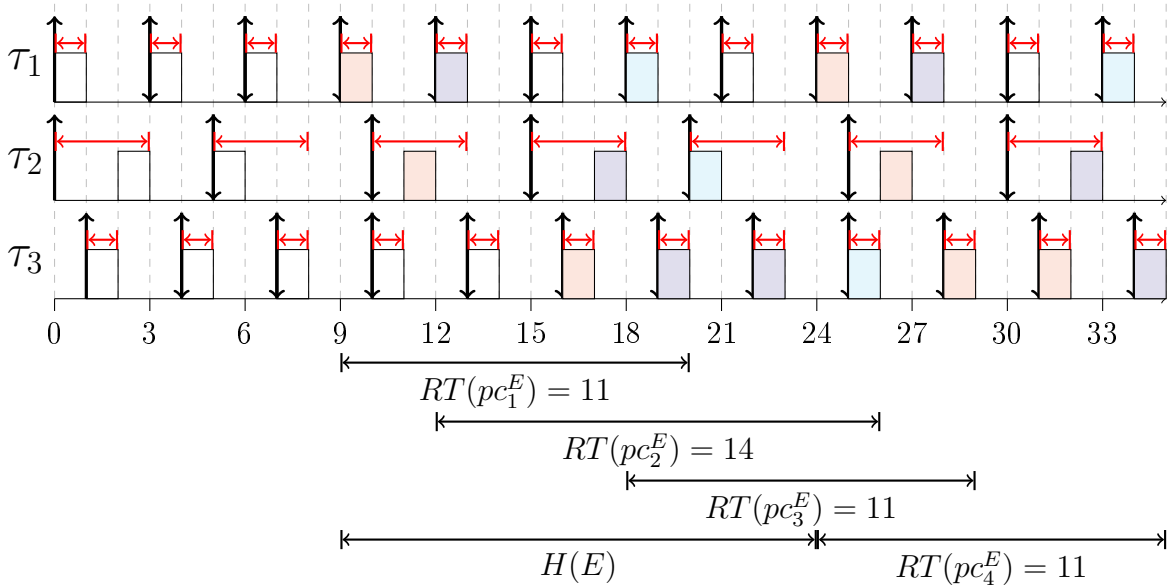 τ1
τ2
τ3
0 3 6 9 12 15 18 21 24 27 30 33
RT(pc_1^E) = 11
RT(pc_2^E) = 14
RT(pc_3^E) = 11
H(E) RT(pc_4^E) = 11